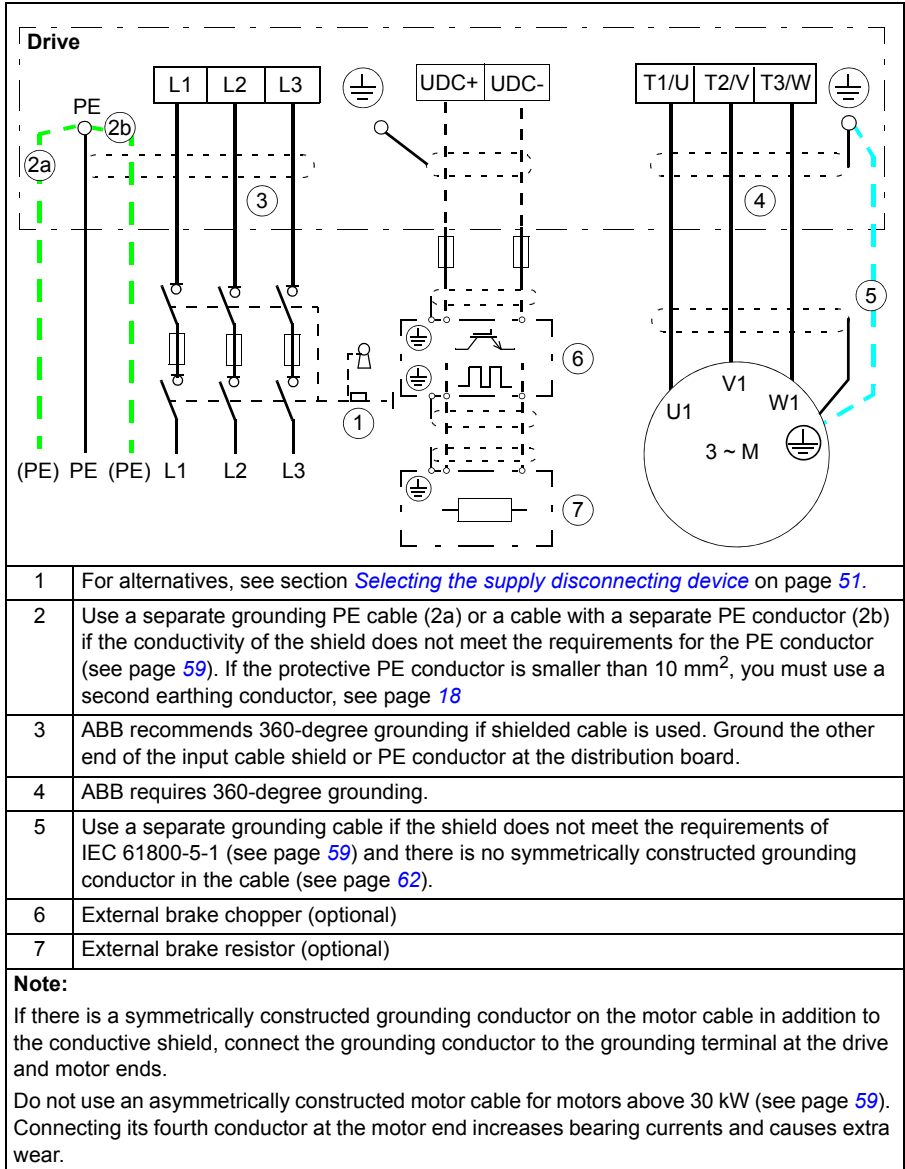 Drive
L1 L2 L3
UDC+ UDC-
T1/U T2/V T3/W
PE
2b
2a
3
4
5
6
1
V1
U1
W1
3 ~ M
(PE) PE (PE) L1 L2 L3
7
1 For alternatives, see section Selecting the supply disconnecting device on page 51.
2 Use a separate grounding PE cable (2a) or a cable with a separate PE conductor (2b)
if the conductivity of the shield does not meet the requirements for the PE conductor
(see page 59). If the protective PE conductor is smaller than 10 mm2, you must use a
second earthing conductor, see page 18
3 ABB recommends 360-degree grounding if shielded cable is used. Ground the other
end of the input cable shield or PE conductor at the distribution board.
4 ABB requires 360-degree grounding.
5 Use a separate grounding cable if the shield does not meet the requirements of
IEC 61800-5-1 (see page 59) and there is no symmetrically constructed grounding
conductor in the cable (see page 62).
6 External brake chopper (optional)
7 External brake resistor (optional)
Note:
If there is a symmetrically constructed grounding conductor on the motor cable in addition to
the conductive shield, connect the grounding conductor to the grounding terminal at the drive
and motor ends.
Do not use an asymmetrically constructed motor cable for motors above 30 kW (see page 59).
Connecting its fourth conductor at the motor end increases bearing currents and causes extra
wear.